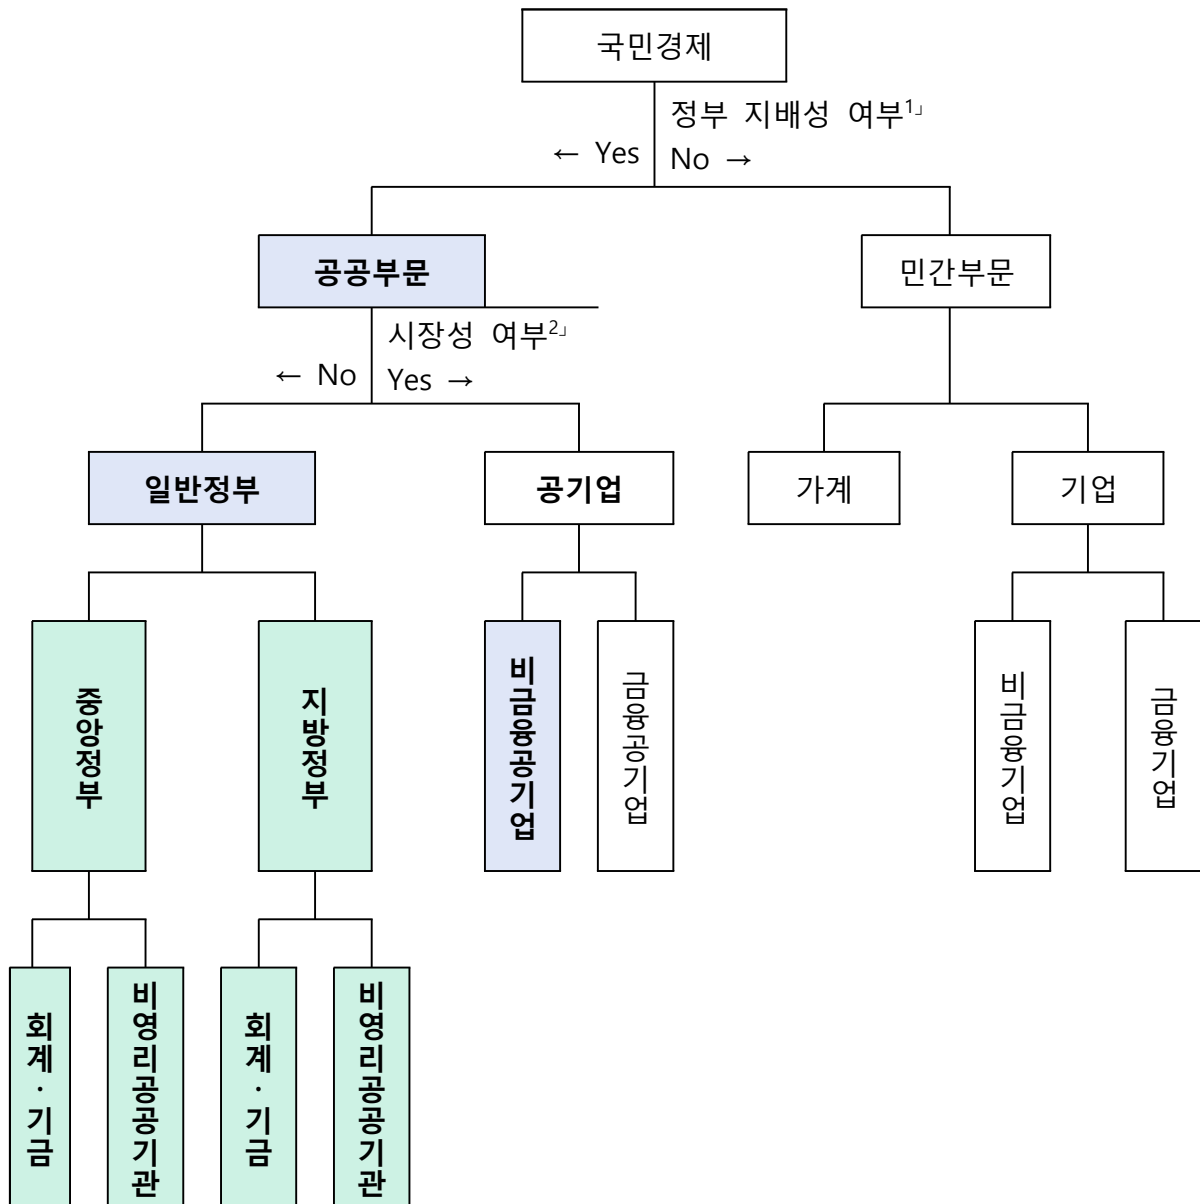 국민경제
정부 지배성 여부1」
← Yes No →
공공부문
민간부문
시장성 여부2」
← No Yes →
일반정부
공기업
가계
기업
중앙정부
지방정부
비금융공기업
금융공기업
비금융기업
금융기업
회계·기금
비영리공공기관
회계·기금
비영리공공기관